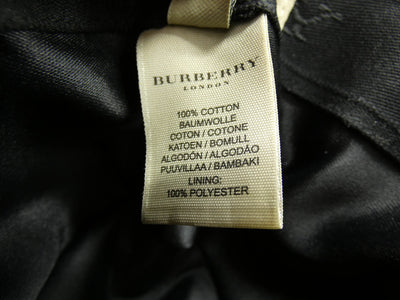 BURBERRY
LONDON
100% COTTON
BAUMWOLLE
COTON / COTONE
KATOEN / BOMULL
ALGODÓN / ALGODÃO
PUUVILLAA / BAMBAKI
LINING:
100% POLYESTER